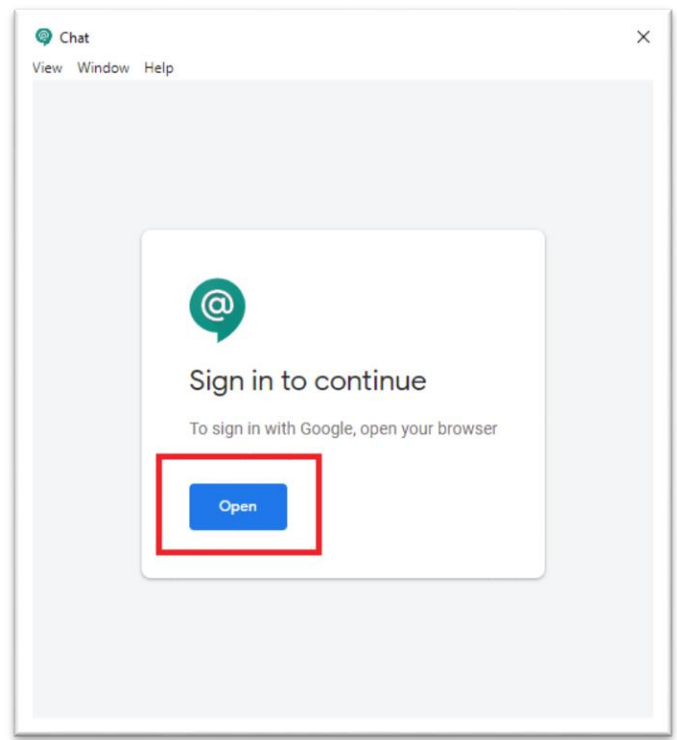 Chat
View Window Help
@
Sign in to continue
To sign in with Google, open your browser
Open